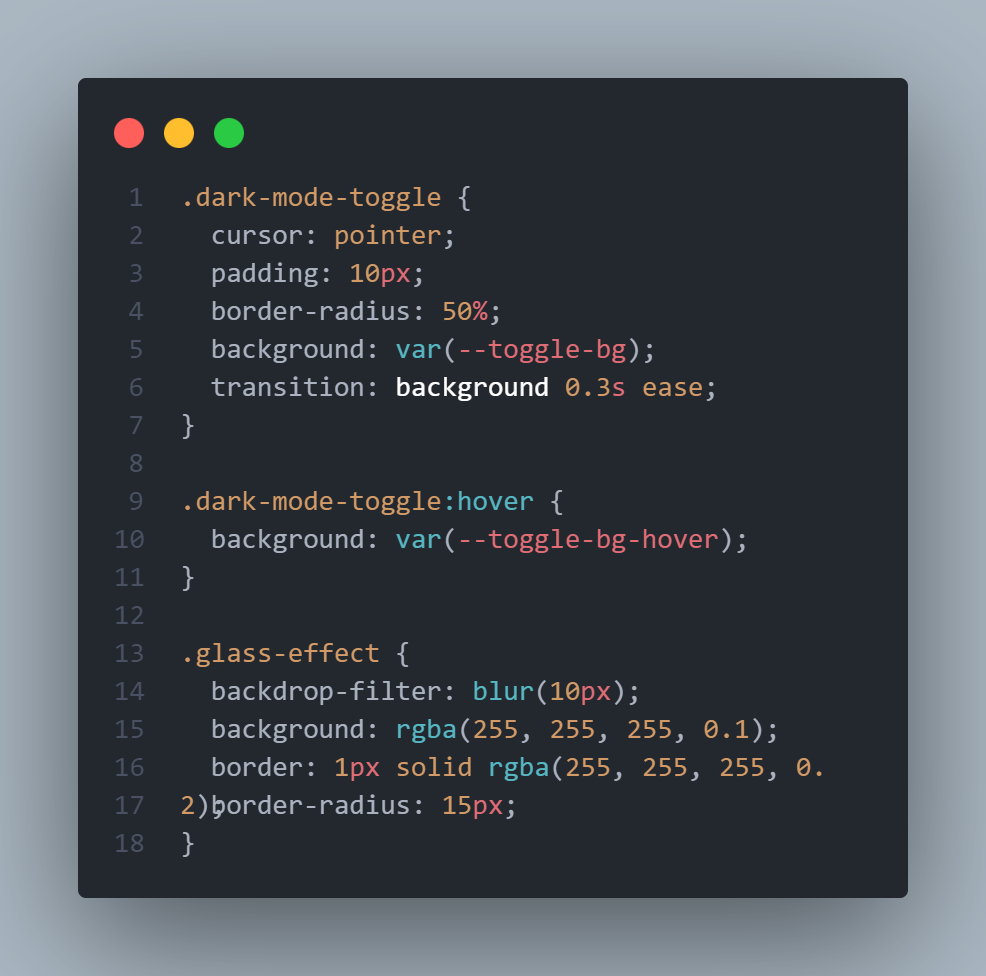 1 .dark-mode-toggle {
2   cursor: pointer;
3   padding: 10px;
4   border-radius: 50%;
5   background: var(--toggle-bg);
6   transition: background 0.3s ease;
7 }
8
9 .dark-mode-toggle:hover {
10   background: var(--toggle-bg-hover);
11 }
12
13 .glass-effect {
14   backdrop-filter: blur(10px);
15   background: rgba(255, 255, 255, 0.1);
16   border: 1px solid rgba(255, 255, 255, 0.
17 2); border-radius: 15px;
18 }